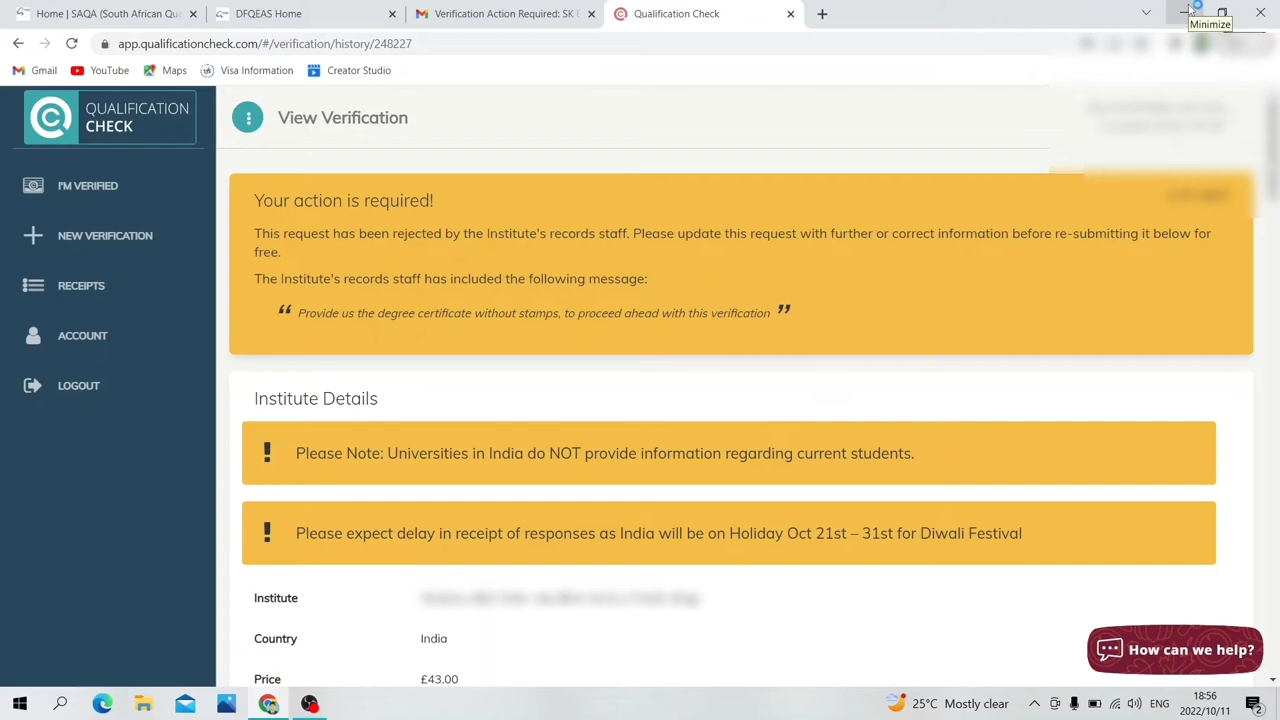 Home | SAQA (South African Qua
DFQEAS Home
Verification Action Required: SK E
Qualification Check
Minimize
app.qualificationcheck.com/#/verification/history/248227
Gmail
YouTube
Maps
Visa Information
Creator Studio
QUALIFICATION
CHECK
View Verification
I'M VERIFIED
NEW VERIFICATION
RECEIPTS
ACCOUNT
LOGOUT
Your action is required!
This request has been rejected by the Institute's records staff. Please update this request with further or correct information before re-submitting it below for
free.
The Institute's records staff has included the following message:
“ Provide us the degree certificate without stamps, to proceed ahead with this verification ”
Institute Details
! Please Note: Universities in India do NOT provide information regarding current students.
! Please expect delay in receipt of responses as India will be on Holiday Oct 21st – 31st for Diwali Festival
Institute
Country India
Price £43.00
How can we help?
25°C Mostly clear
ENG
18:56
2022/10/11
2